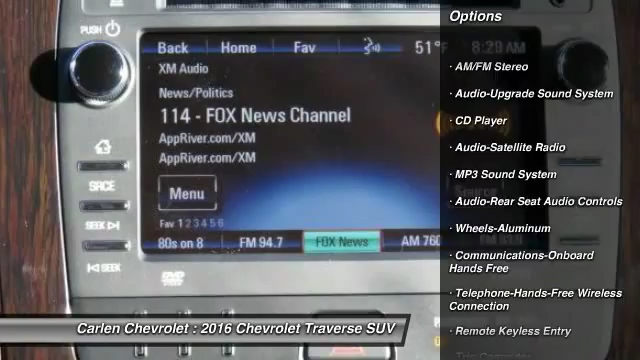 Options
PUSH
Back Home Fav 51° 8:20 AM
XM Audio
News/Politics
114 - FOX News Channel
AppRiver.com/XM
AppRiver.com/XM
Menu
Source
SRCE
SEEK
SEEK
Fav 1 2 3 4 5 6
80s on 8 FM 94.7 FOX News AM 760
DVD
· AM/FM Stereo
· Audio-Upgrade Sound System
· CD Player
· Audio-Satellite Radio
· MP3 Sound System
· Audio-Rear Seat Audio Controls
· Wheels-Aluminum
· Communications-Onboard
Hands Free
· Telephone-Hands-Free Wireless
Connection
· Remote Keyless Entry
Carlen Chevrolet : 2016 Chevrolet Traverse SUV